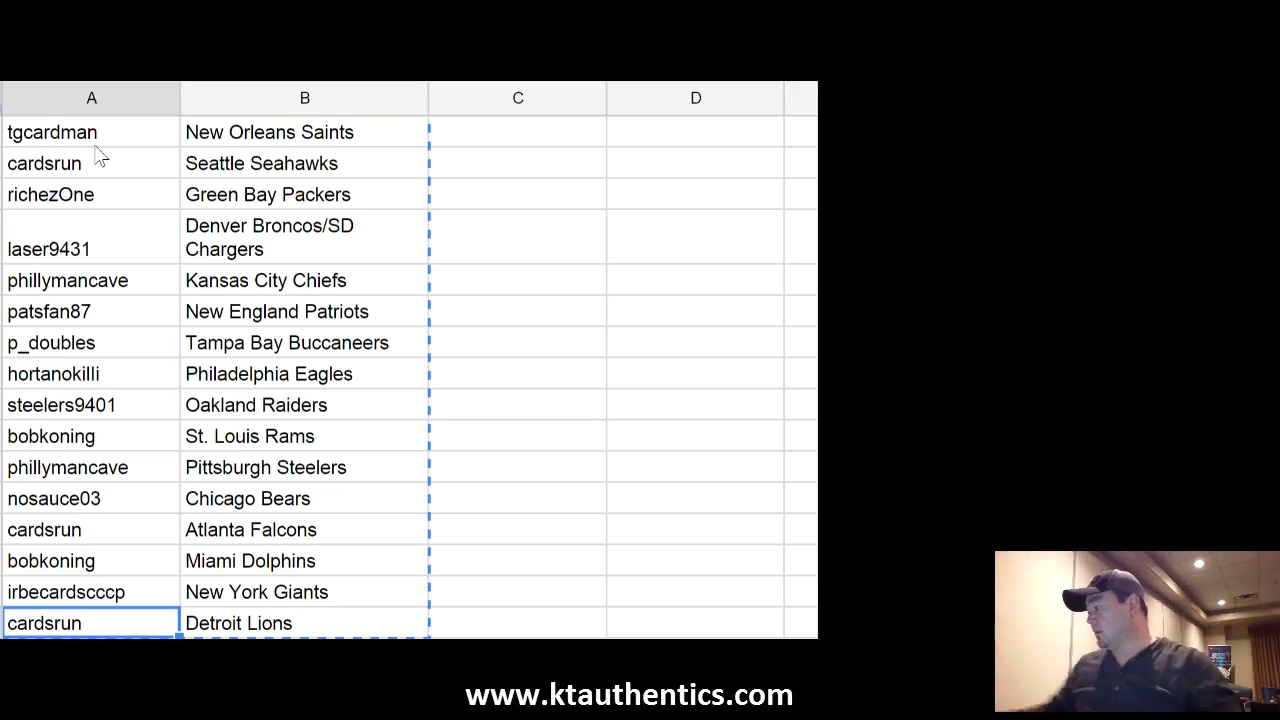 A B C D
tgcardman New Orleans Saints
cardsrun Seattle Seahawks
richezOne Green Bay Packers
Denver Broncos/SD
laser9431 Chargers
phillymancave Kansas City Chiefs
patsfan87 New England Patriots
p_doubles Tampa Bay Buccaneers
hortanokilli Philadelphia Eagles
steelers9401 Oakland Raiders
bobkoning St. Louis Rams
phillymancave Pittsburgh Steelers
nosauce03 Chicago Bears
cardsrun Atlanta Falcons
bobkoning Miami Dolphins
irbecardscccp New York Giants
cardsrun Detroit Lions
www.ktauthentics.com